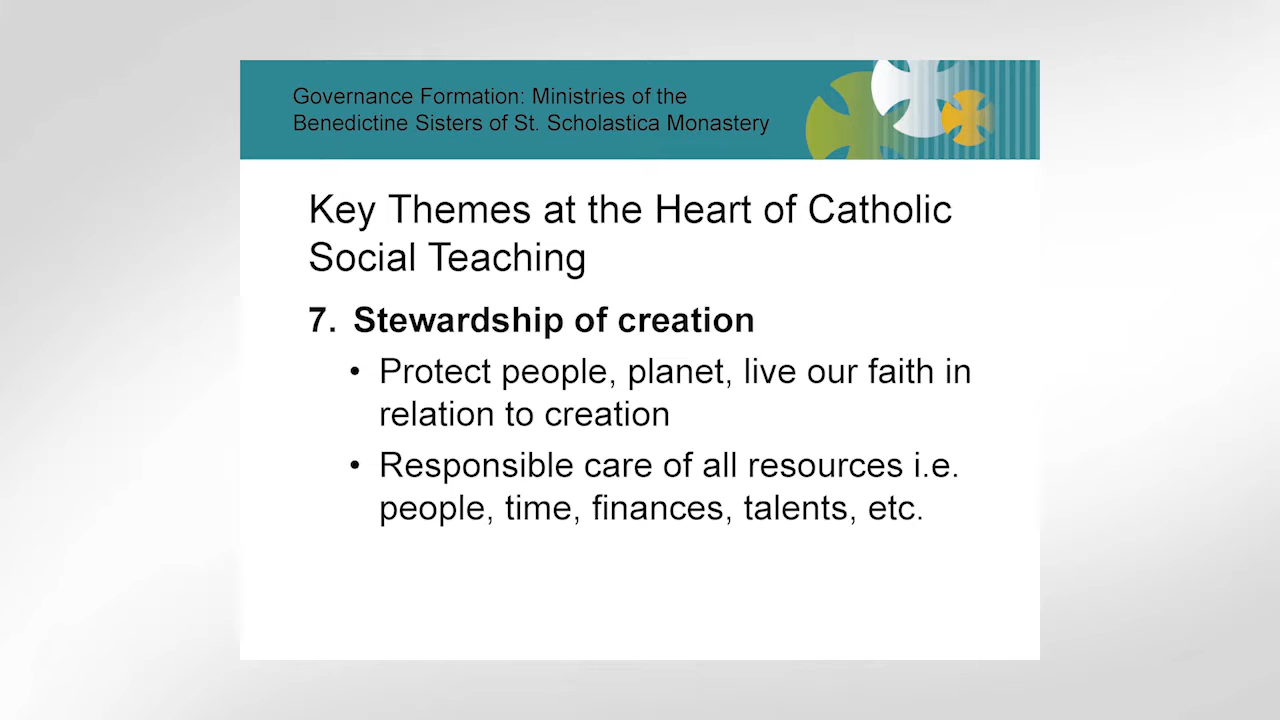 Governance Formation: Ministries of the
Benedictine Sisters of St. Scholastica Monastery
Key Themes at the Heart of Catholic
Social Teaching
7. Stewardship of creation
• Protect people, planet, live our faith in
relation to creation
• Responsible care of all resources i.e.
people, time, finances, talents, etc.